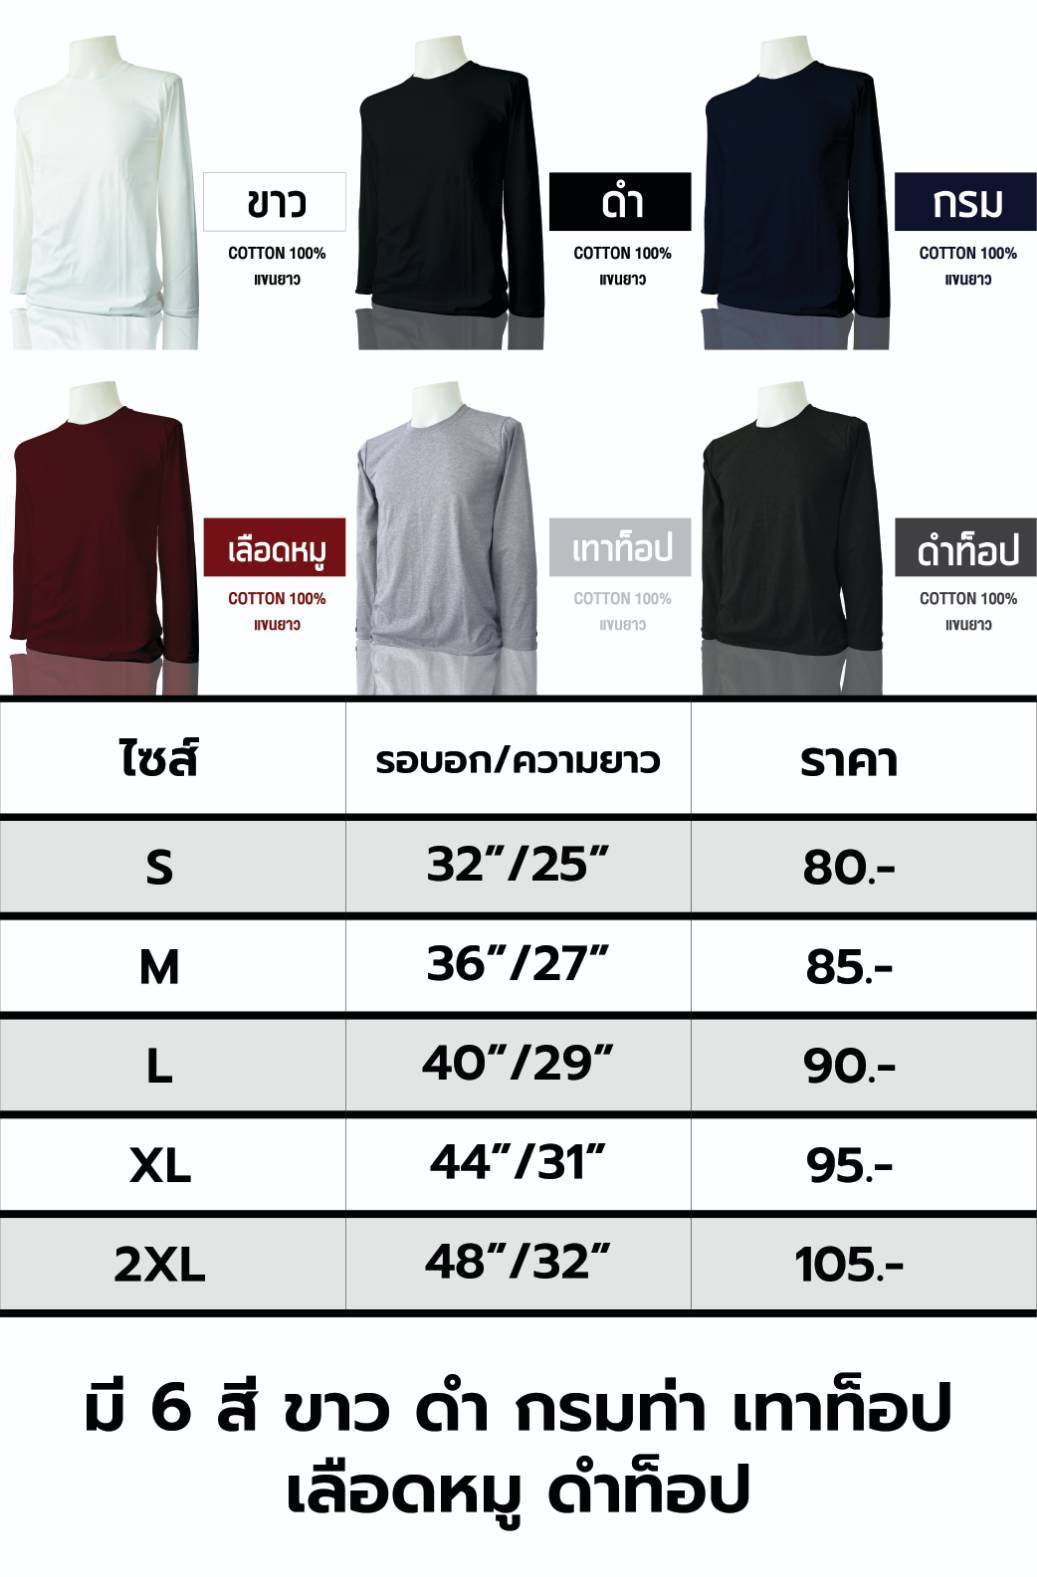 ขาว
COTTON 100%
แขนยาว
ดำ
COTTON 100%
แขนยาว
กรม
COTTON 100%
แขนยาว
เลือดหมู
COTTON 100%
แขนยาว
เทาท็อป
COTTON 100%
แขนยาว
ดำท็อป
COTTON 100%
แขนยาว
ไซส์ รอบอก/ความยาว ราคา
S 32”/25” 80.-
M 36”/27” 85.-
L 40”/29” 90.-
XL 44”/31” 95.-
2XL 48”/32” 105.-
มี 6 สี ขาว ดำ กรมท่า เทาท็อป
เลือดหมู ดำท็อป